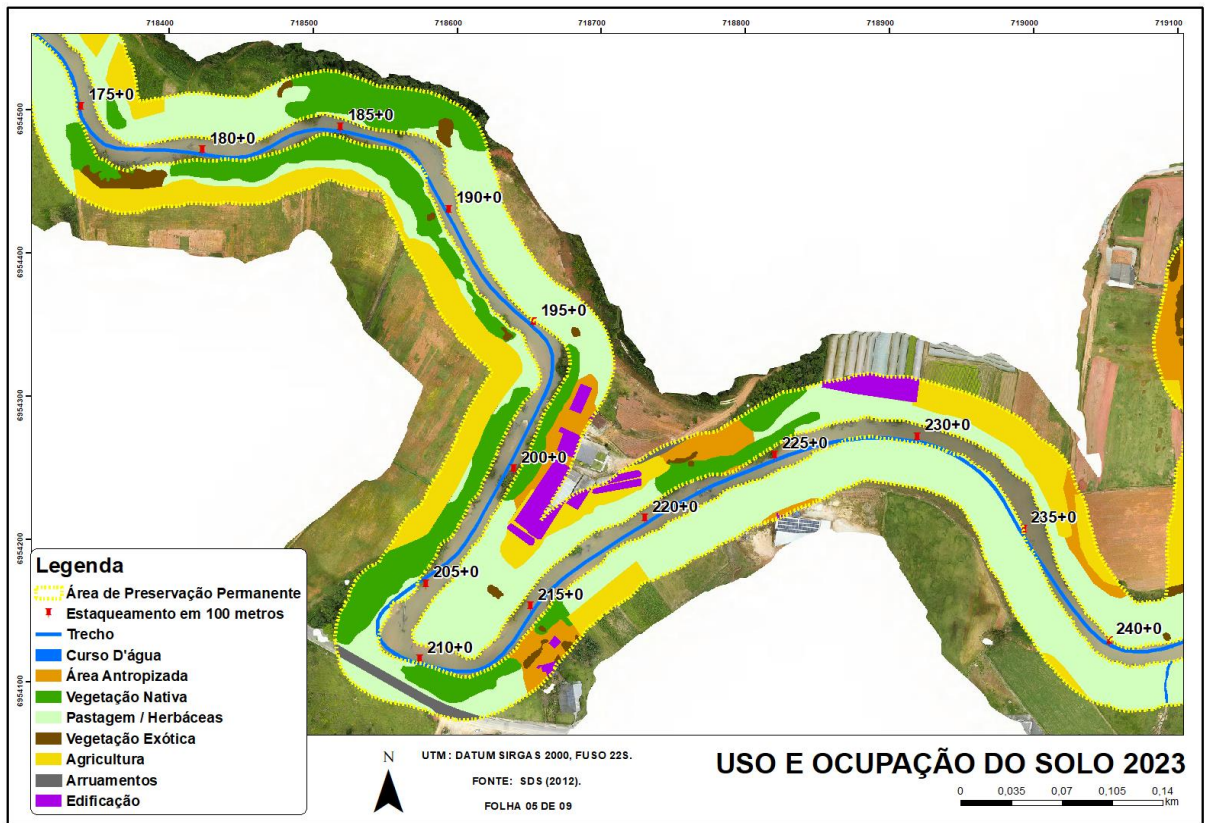 718400 718500 718600 718700 718800 718900 719000 719100
6954500
6954400
6954300
6954200
6954100
175+0
180+0
185+0
190+0
195+0
200+0
205+0
210+0
215+0
220+0
225+0
230+0
235+0
240+0
Legenda
Área de Preservação Permanente
Estaqueamento em 100 metros
Trecho
Curso D'água
Área Antropizada
Vegetação Nativa
Pastagem / Herbáceas
Vegetação Exótica
Agricultura
Arruamentos
Edificação
N
UTM : DATUM SIRGAS 2000, FUSO 22S.
FONTE: SDS (2012).
FOLHA 05 DE 09
USO E OCUPAÇÃO DO SOLO 2023
0 0,035 0,07 0,105 0,14
km